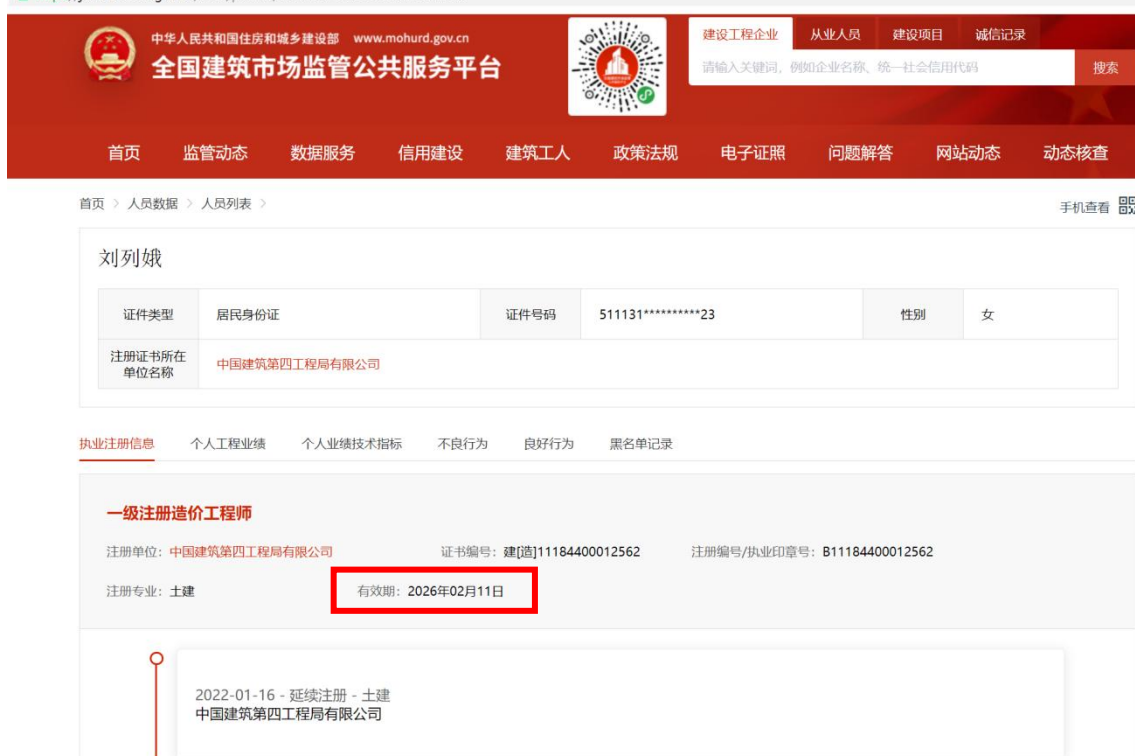 中华人民共和国住房和城乡建设部 www.mohurd.gov.cn
全国建筑市场监管公共服务平台
建设工程企业 从业人员 建设项目 诚信记录
请输入关键词，例如企业名称、统一社会信用代码 搜索
首页 监管动态 数据服务 信用建设 建筑工人 政策法规 电子证照 问题解答 网站动态 动态核查
首页 > 人员数据 > 人员列表 >
手机查看
刘列娥
证件类型 居民身份证 证件号码 511131**********23 性别 女
注册证书所在
单位名称
中国建筑第四工程局有限公司
执业注册信息 个人工程业绩 个人业绩技术指标 不良行为 良好行为 黑名单记录
一级注册造价工程师
注册单位：中国建筑第四工程局有限公司 证书编号：建[造]11184400012562 注册编号/执业印章号：B11184400012562
注册专业：土建 有效期：2026年02月11日
2022-01-16 - 延续注册 - 土建
中国建筑第四工程局有限公司